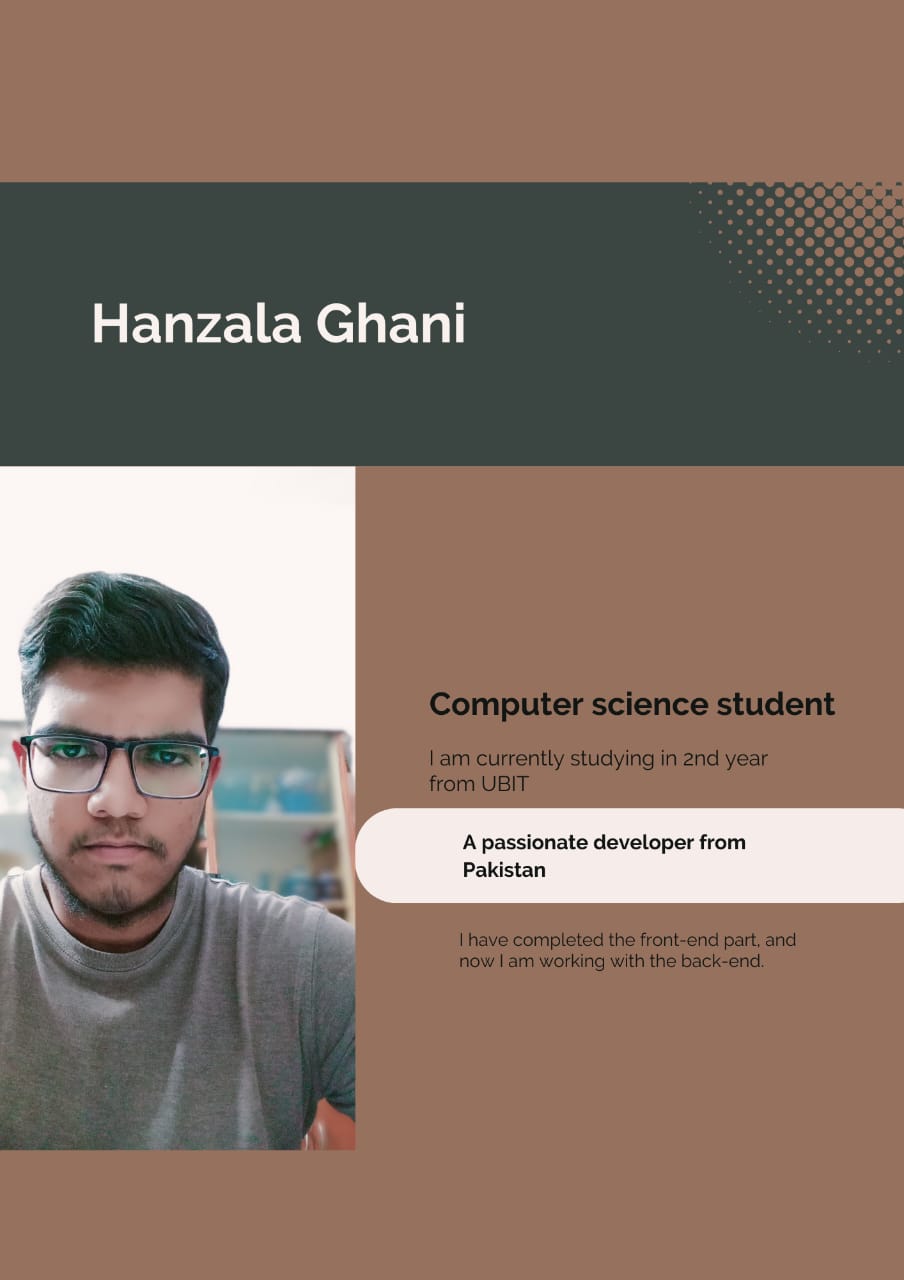 Hanzala Ghani
Computer science student
I am currently studying in 2nd year
from UBIT
A passionate developer from
Pakistan
I have completed the front-end part, and
now I am working with the back-end.